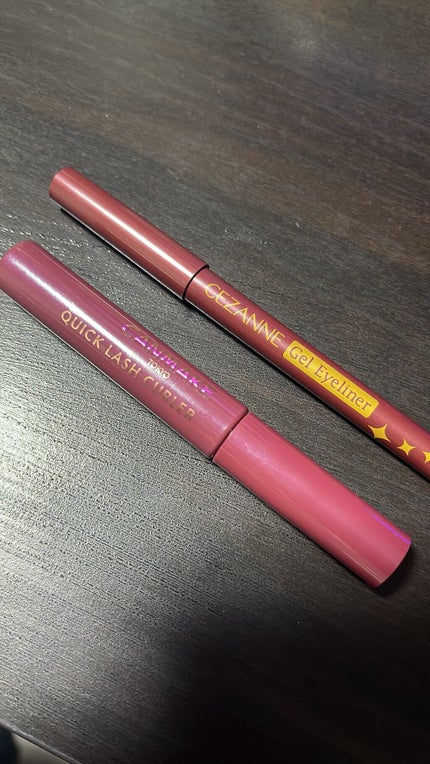 CEZANNE
Gel Eyeliner
CANMAKE
TOKYO
QUICK LASH CURLER